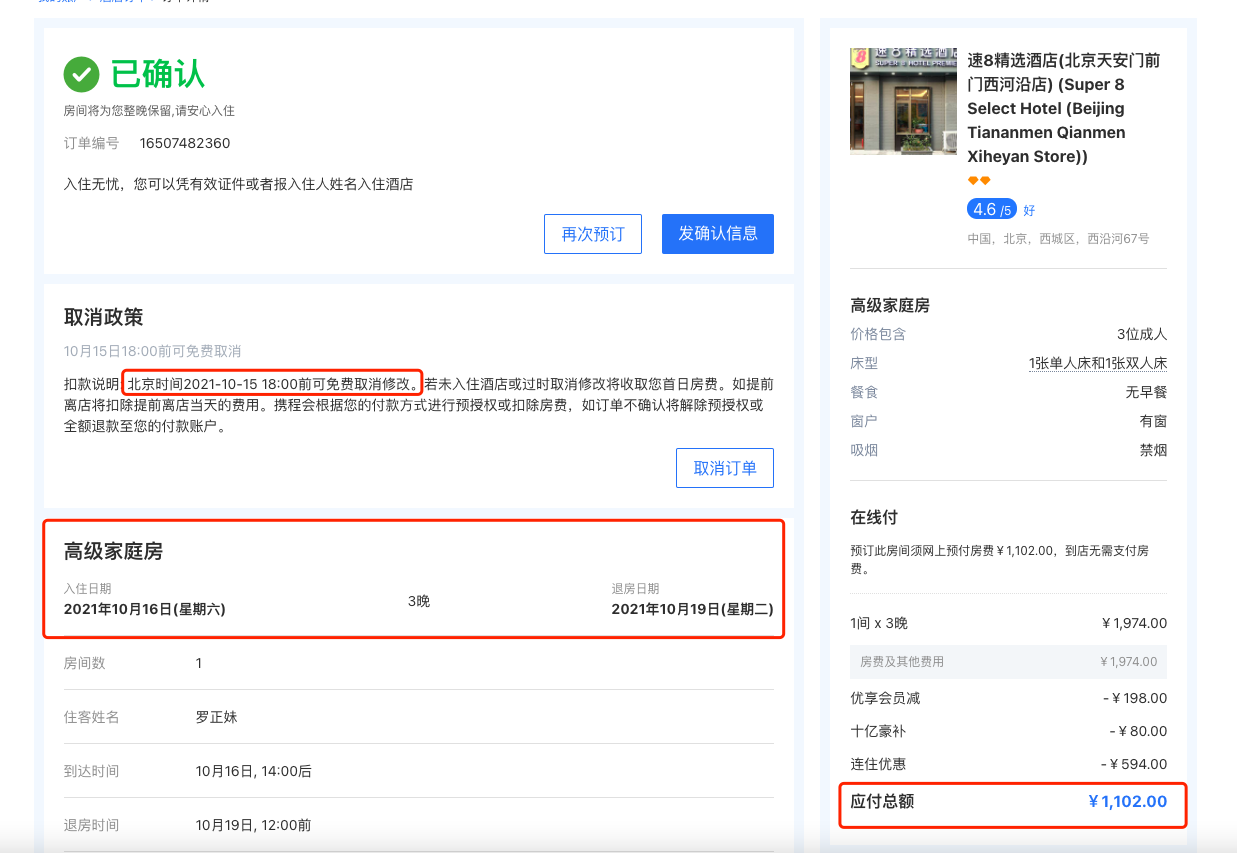 已确认
房间将为您整晚保留,请安心入住
订单编号 16507482360
入住无忧，您可以凭有效证件或者报入住人姓名入住酒店
再次预订 发确认信息
取消政策
10月15日18:00前可免费取消
扣款说明: 北京时间2021-10-15 18:00前可免费取消修改。若未入住酒店或过时取消修改将收取您首日房费。如提前
离店将扣除提前离店当天的费用。携程会根据您的付款方式进行预授权或扣除房费，如订单不确认将解除预授权或
全额退款至您的付款账户。
取消订单
高级家庭房
入住日期
2021年10月16日(星期六)
3晚
退房日期
2021年10月19日(星期二)
房间数 1
住客姓名 罗正妹
到达时间 10月16日, 14:00后
退房时间 10月19日, 12:00前
速8精选酒店(北京天安门前
门西河沿店) (Super 8
Select Hotel (Beijing
Tiananmen Qianmen
Xiheyan Store))
4.6 /5 好
中国，北京，西城区，西沿河67号
高级家庭房
价格包含 3位成人
床型 1张单人床和1张双人床
餐食 无早餐
窗户 有窗
吸烟 禁烟
在线付
预订此房间须网上预付房费￥1,102.00，到店无需支付房
费。
1间 x 3晚 ￥1,974.00
房费及其他费用 ￥1,974.00
优享会员减 -￥198.00
十亿豪补 -￥80.00
连住优惠 -￥594.00
应付总额 ￥1,102.00